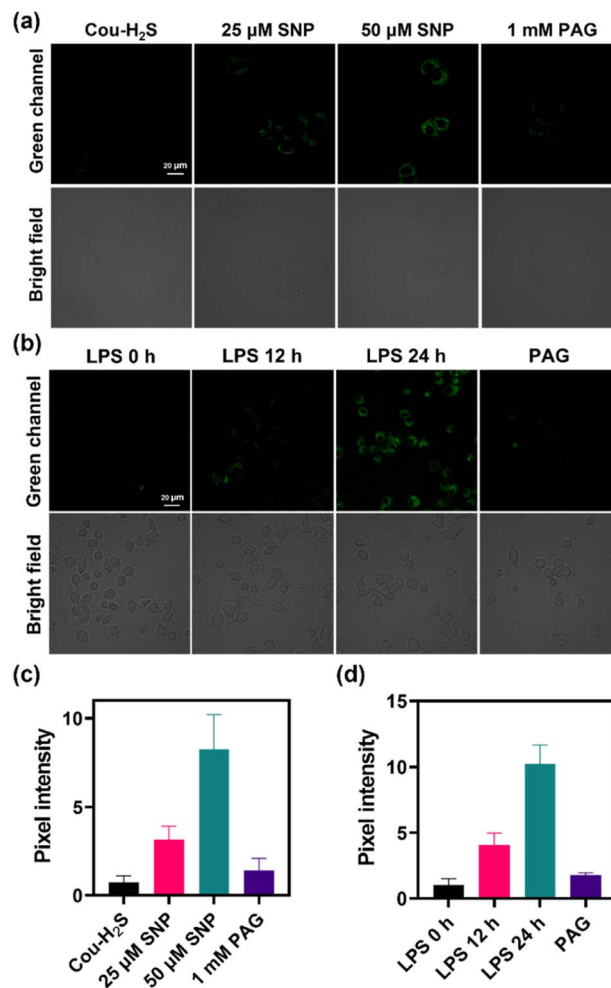 (a)
Cou-H₂S 25 µM SNP 50 µM SNP 1 mM PAG
Green channel
20 µm
Bright field
(b)
LPS 0 h LPS 12 h LPS 24 h PAG
Green channel
20 µm
Bright field
(c)
Pixel intensity
10
5
0
Cou-H₂S 25 µM SNP 50 µM SNP 1 mM PAG
(d)
Pixel intensity
15
10
5
0
LPS 0 h LPS 12 h LPS 24 h PAG